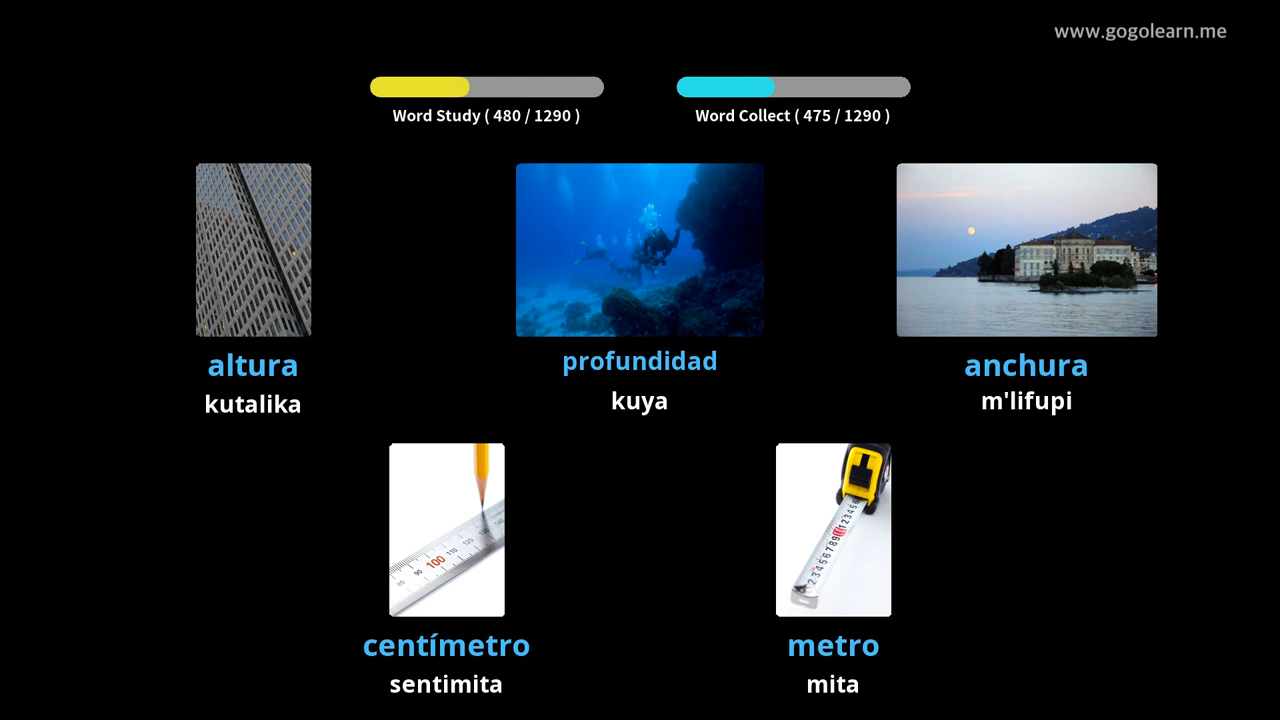 www.gogolearn.me
Word Study ( 480 / 1290 )
Word Collect ( 475 / 1290 )
altura
profundidad
anchura
kutalika
kuya
m'lifupi
centímetro
metro
sentimita
mita